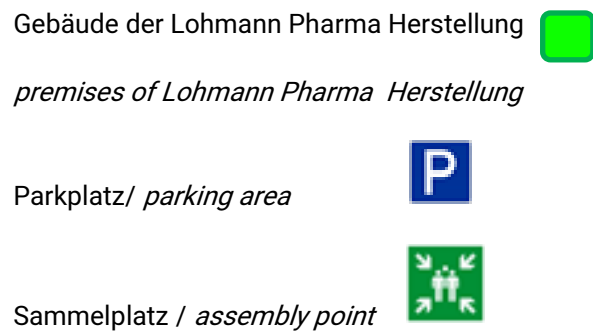 Gebäude der Lohmann Pharma Herstellung
premises of Lohmann Pharma Herstellung
P
Parkplatz/ parking area
Sammelplatz / assembly point